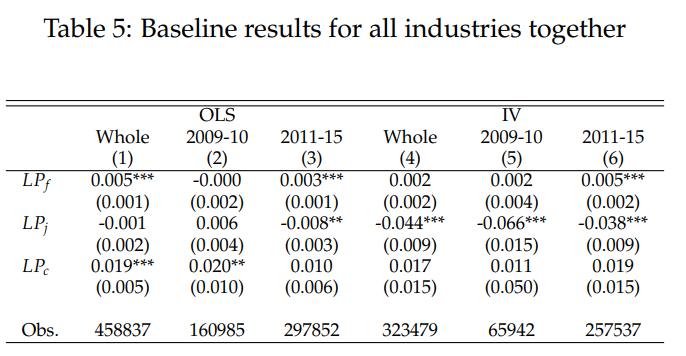 Table 5: Baseline results for all industries together
OLS IV
Whole 2009-10 2011-15 Whole 2009-10 2011-15
(1) (2) (3) (4) (5) (6)
LPf 0.005*** -0.000 0.003*** 0.002 0.002 0.005***
(0.001) (0.002) (0.001) (0.002) (0.004) (0.002)
LPj -0.001 0.006 -0.008** -0.044*** -0.066*** -0.038***
(0.002) (0.004) (0.003) (0.009) (0.015) (0.009)
LPc 0.019*** 0.020** 0.010 0.017 0.011 0.019
(0.005) (0.010) (0.006) (0.015) (0.050) (0.015)
Obs. 458837 160985 297852 323479 65942 257537